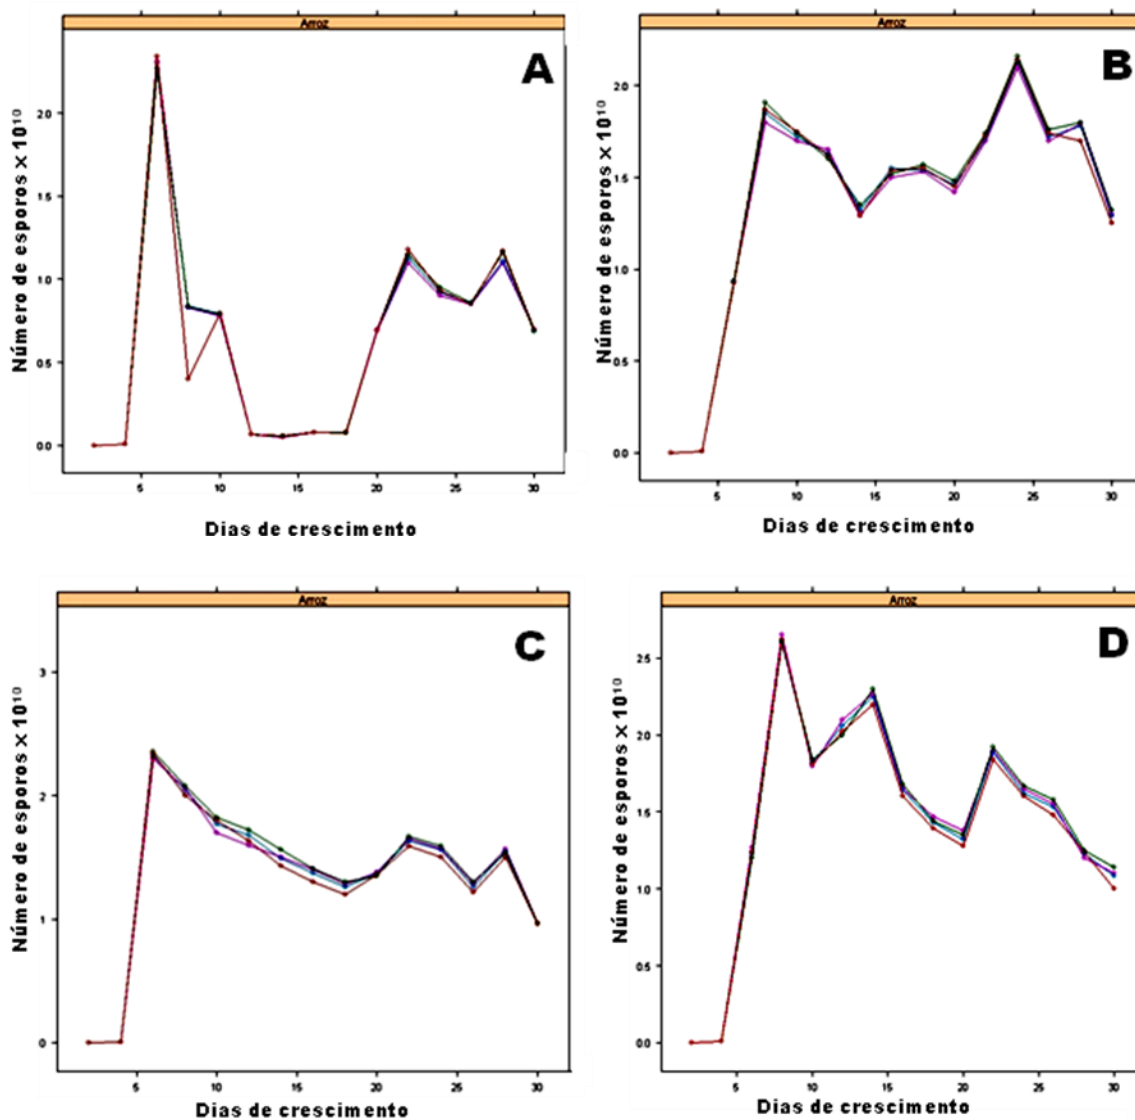 Arroz
A
Número de esporos x 10¹⁰
2.0
1.5
1.0
0.5
0.0
5 10 15 20 25 30
Dias de crescimento
Arroz
B
Número de esporos x 10¹⁰
2.0
1.5
1.0
0.5
0.0
5 10 15 20 25 30
Dias de crescimento
Arroz
C
Número de esporos x 10¹⁰
3
2
1
0
5 10 15 20 25 30
Dias de crescimento
Arroz
D
Número de esporos x 10¹⁰
2.5
2.0
1.5
1.0
0.5
0.0
5 10 15 20 25 30
Dias de crescimento